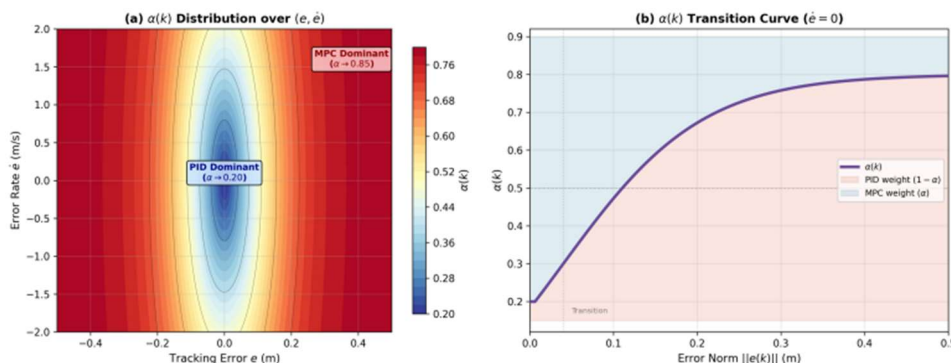 (a) α(k) Distribution over (e, ė)
2.0
1.5
1.0
0.5
0.0
−0.5
−1.0
−1.5
−2.0
Error Rate ė (m/s)
−0.4
−0.2
0.0
0.2
0.4
Tracking Error e (m)
MPC Dominant
(α→0.85)
PID Dominant
(α→0.20)
0.76
0.68
0.60
0.52
0.44
0.36
0.28
0.20
α(k)
(b) α(k) Transition Curve (ė = 0)
0.9
0.8
0.7
0.6
0.5
0.4
0.3
0.2
α(k)
α(k)
PID weight (1 − α)
MPC weight (α)
Transition
0.0
0.1
0.2
0.3
0.4
Error Norm ||e(k)||